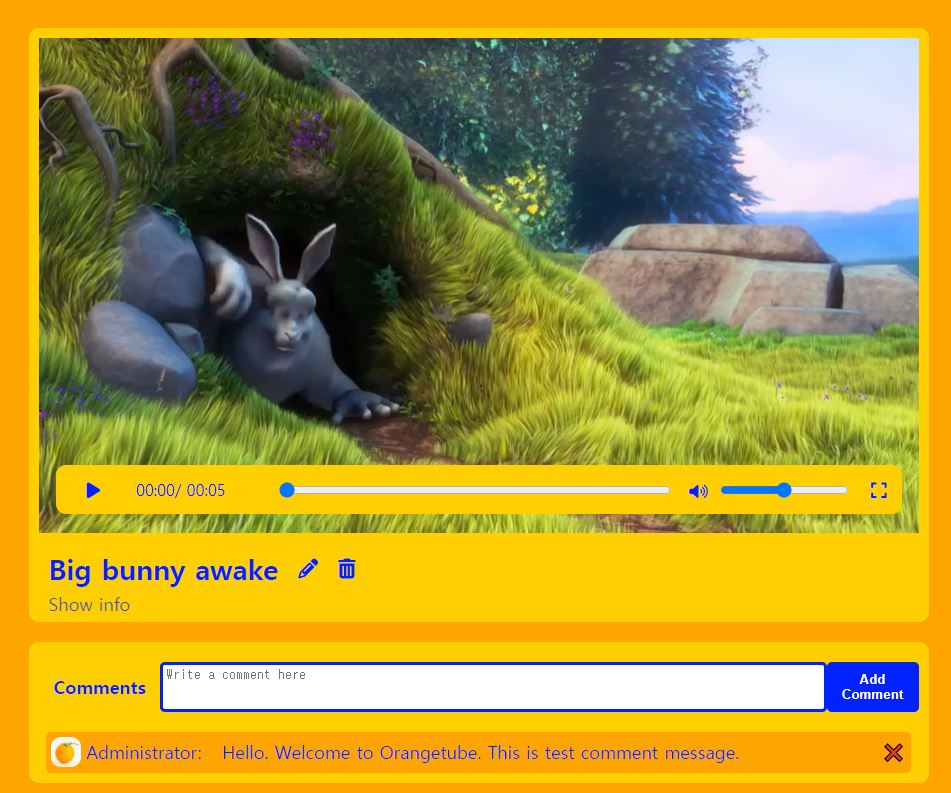 00:00/ 00:05
Big bunny awake
Show info
Comments
Write a comment here
Add
Comment
Administrator: Hello. Welcome to Orangetube. This is test comment message.